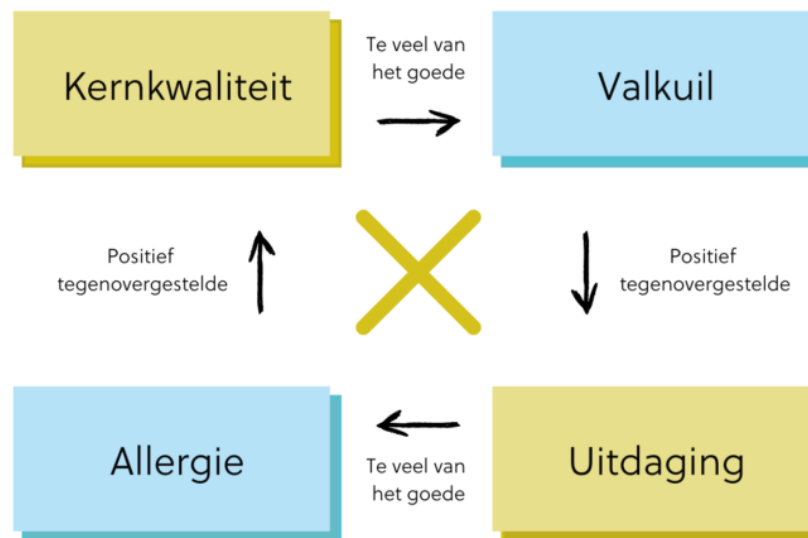 Kernkwaliteit
Te veel van
het goede
Valkuil
Positief
tegenovergestelde
Positief
tegenovergestelde
Allergie
Te veel van
het goede
Uitdaging